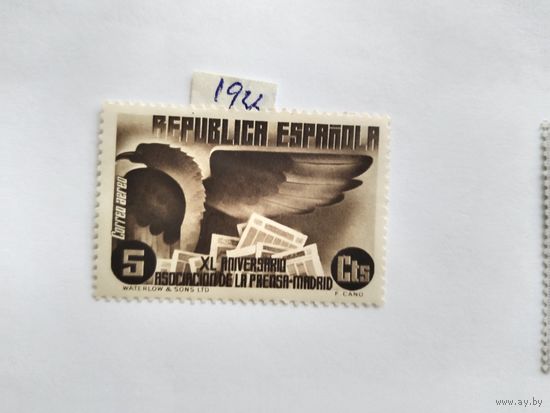 1922
REPUBLICA ESPAÑOLA
Correo aereo
5
XL ANIVERSARIO
ASOCIACION DE LA PRENSA-MADRID
Cts
WATERLOW & SONS LTD
F. CANO
www.ay.by